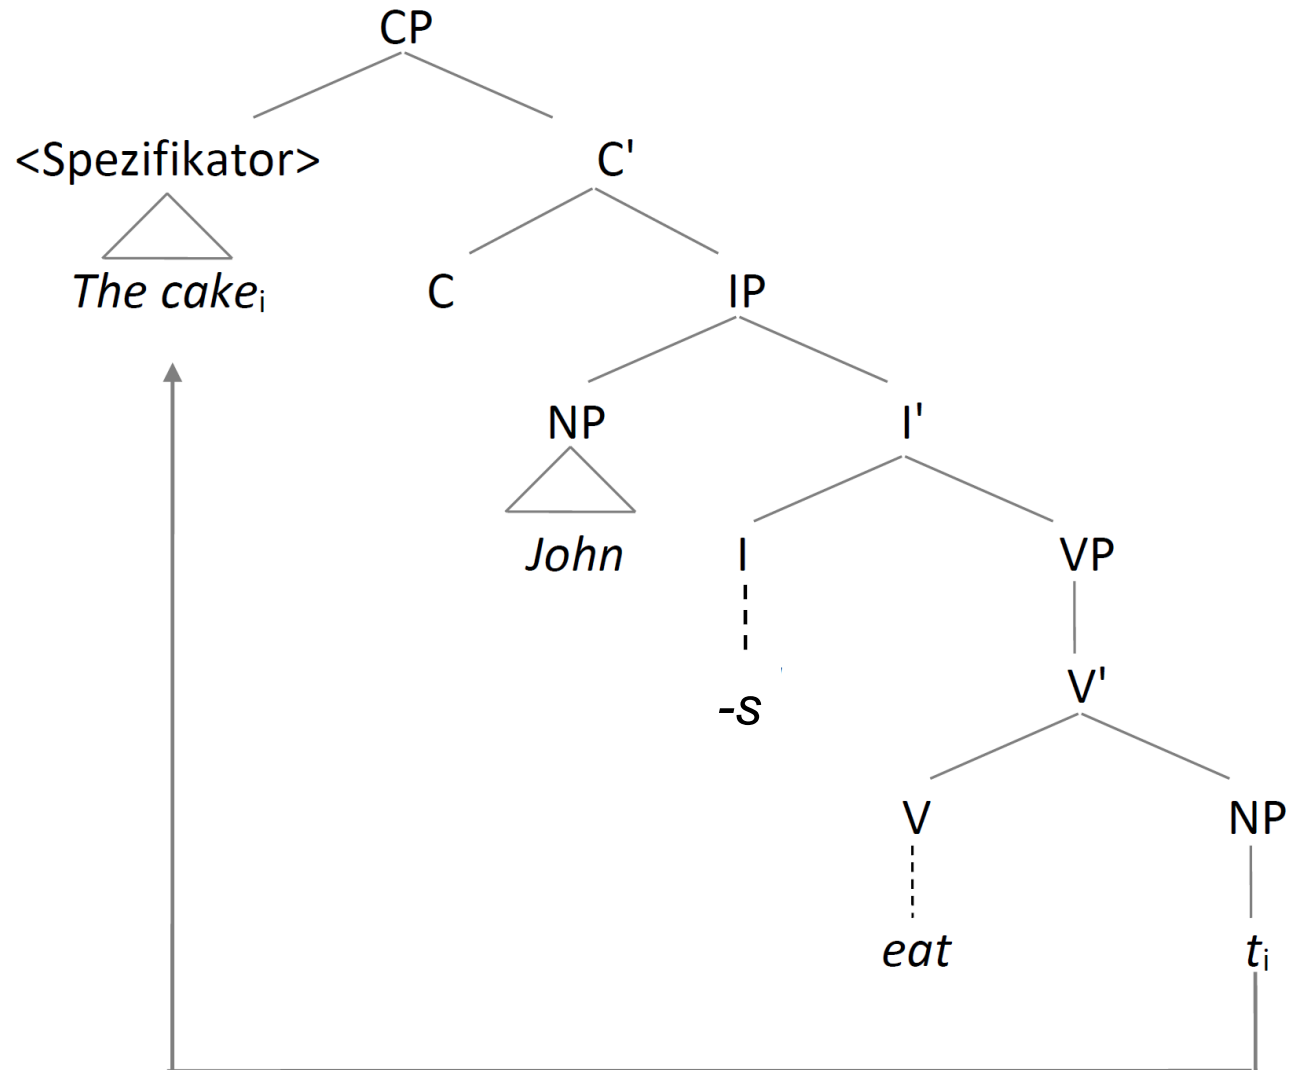 CP
<Spezifikator> C'
The cakeᵢ C IP
NP I'
John I VP
-s V'
V NP
eat tᵢ